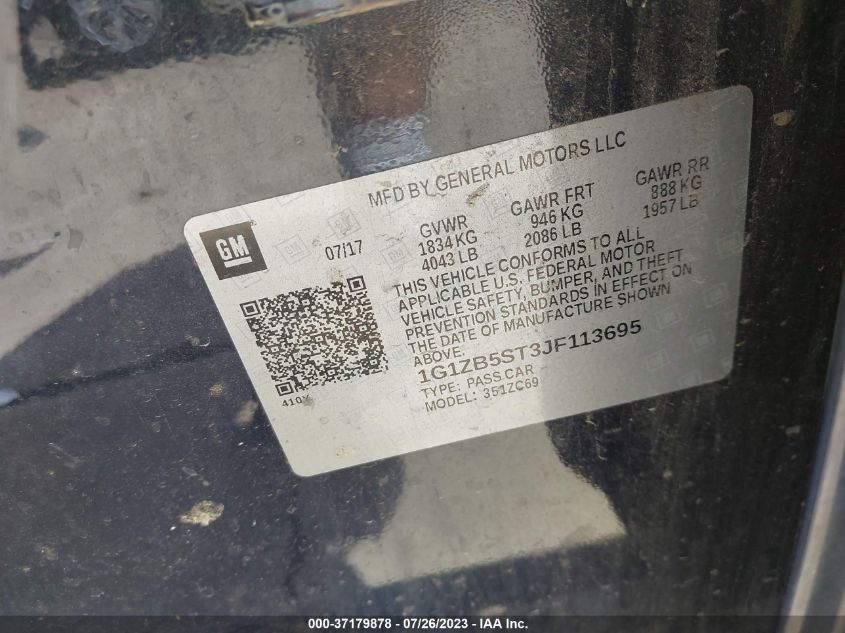 MFD BY GENERAL MOTORS LLC
GM
07/17
GVWR
1834 KG
4043 LB
GAWR FRT
946 KG
2086 LB
GAWR RR
888 KG
1957 LB
THIS VEHICLE CONFORMS TO ALL
APPLICABLE U.S. FEDERAL MOTOR
VEHICLE SAFETY, BUMPER, AND THEFT
PREVENTION STANDARDS IN EFFECT ON
THE DATE OF MANUFACTURE SHOWN
ABOVE.
1G1ZB5ST3JF113695
TYPE: PASS.CAR
MODEL: 351ZC69
410Y
000-37179878 - 07/26/2023 - IAA Inc.